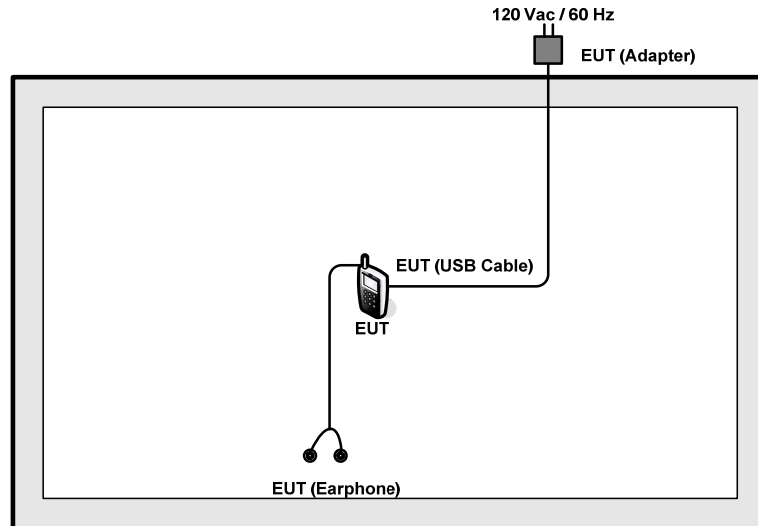 120 Vac / 60 Hz
EUT (Adapter)
EUT (USB Cable)
EUT
EUT (Earphone)